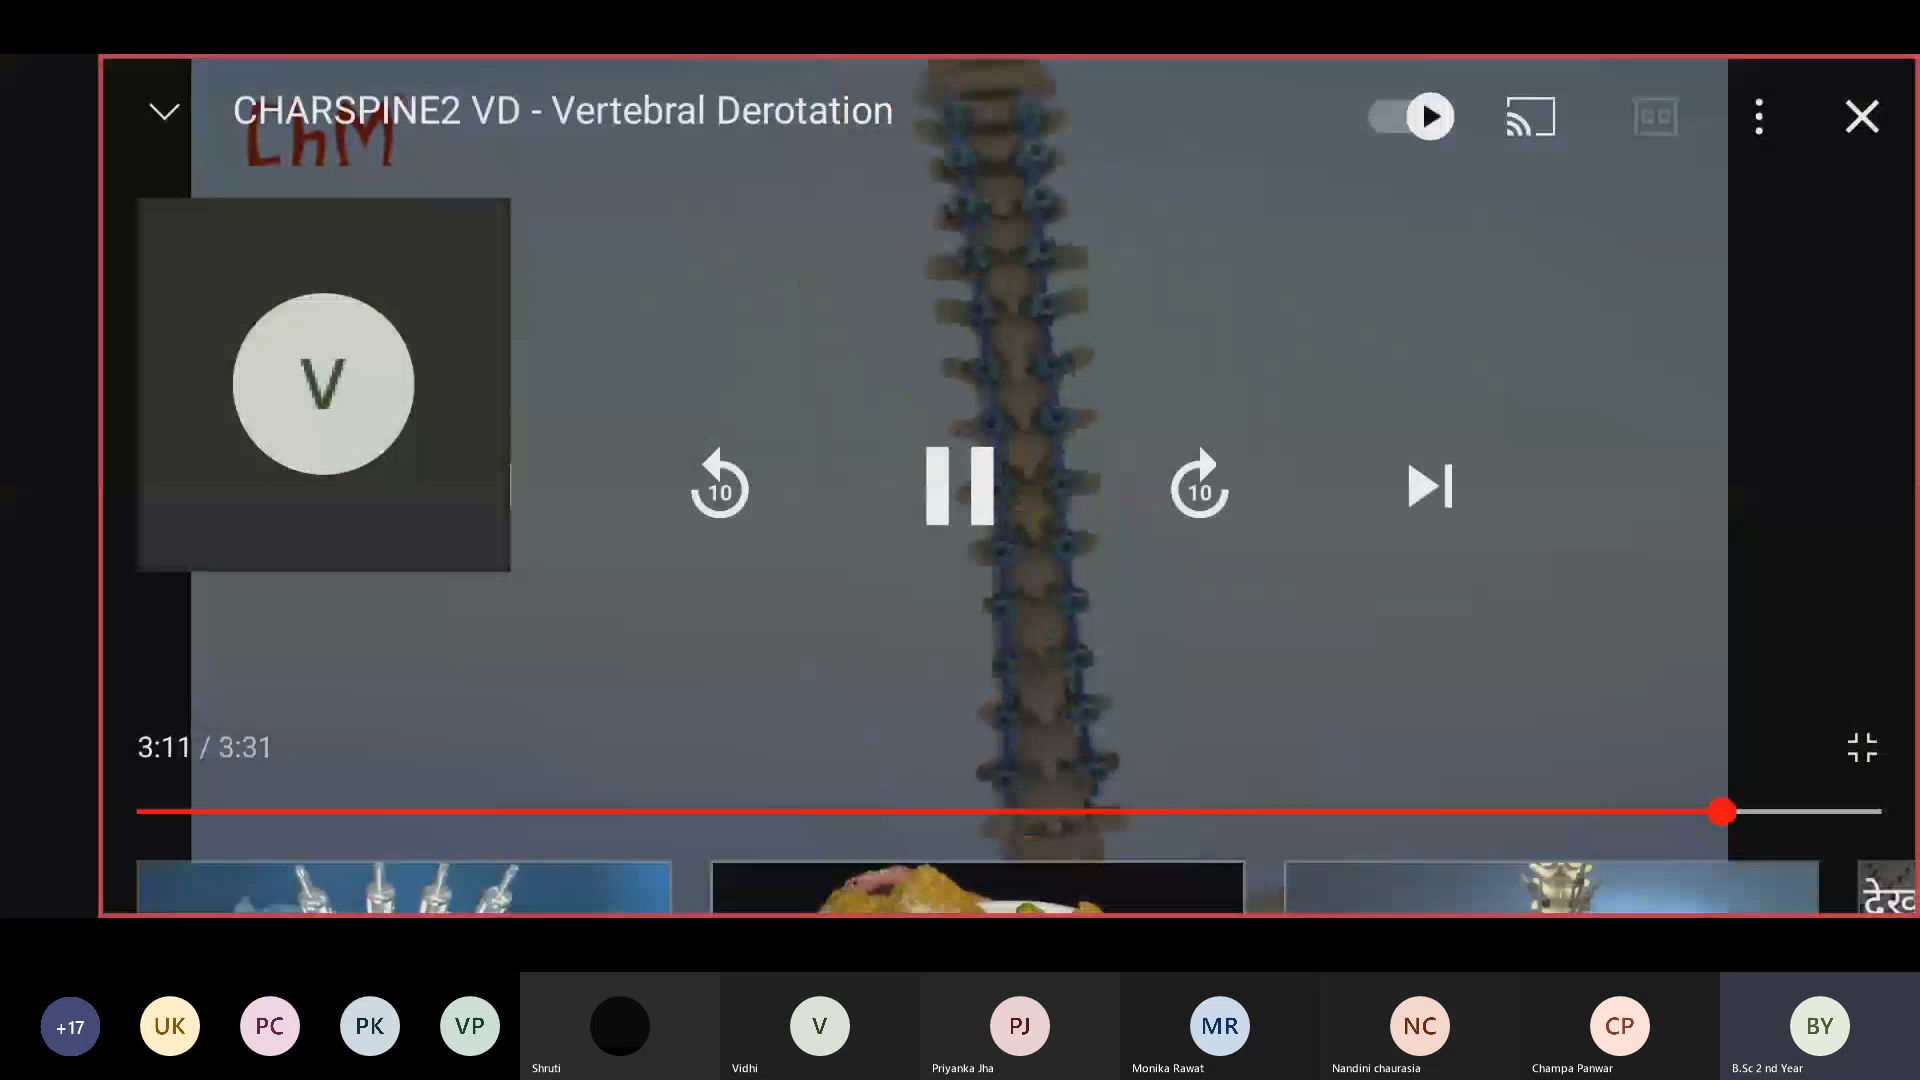 CHARSPINE2 VD - Vertebral Derotation
LhM
V
10
10
3:11 / 3:31
+17
UK
PC
PK
VP
V
PJ
MR
NC
CP
BY
Shruti
Vidhi
Priyanka Jha
Monika Rawat
Nandini chaurasia
Champa Panwar
B.Sc 2 nd Year